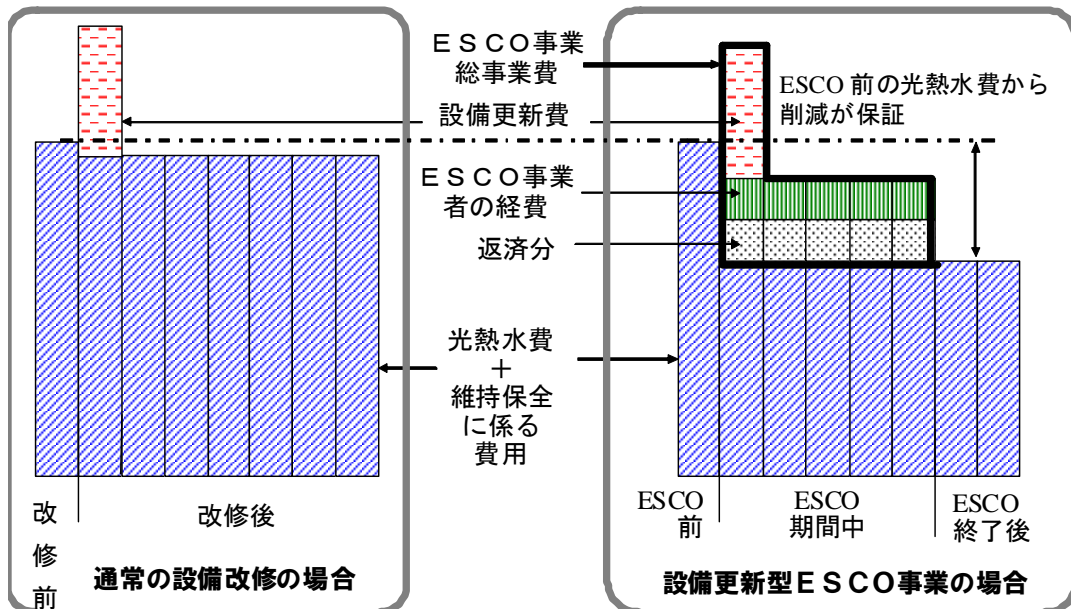 ＥＳＣＯ事業
総事業費
設備更新費
ＥＳＣＯ事業
者の経費
返済分
光熱水費
＋
維持保全
に係る
費用
改
修
前
改修後
通常の設備改修の場合
ESCO 前の光熱水費から
削減が保証
ESCO
前
ESCO
期間中
ESCO
終了後
設備更新型ＥＳＣＯ事業の場合